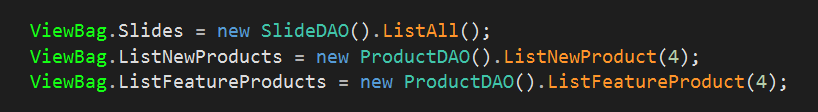 ViewBag.Slides = new SlideDAO().ListAll();
ViewBag.ListNewProducts = new ProductDAO().ListNewProduct(4);
ViewBag.ListFeatureProducts = new ProductDAO().ListFeatureProduct(4);